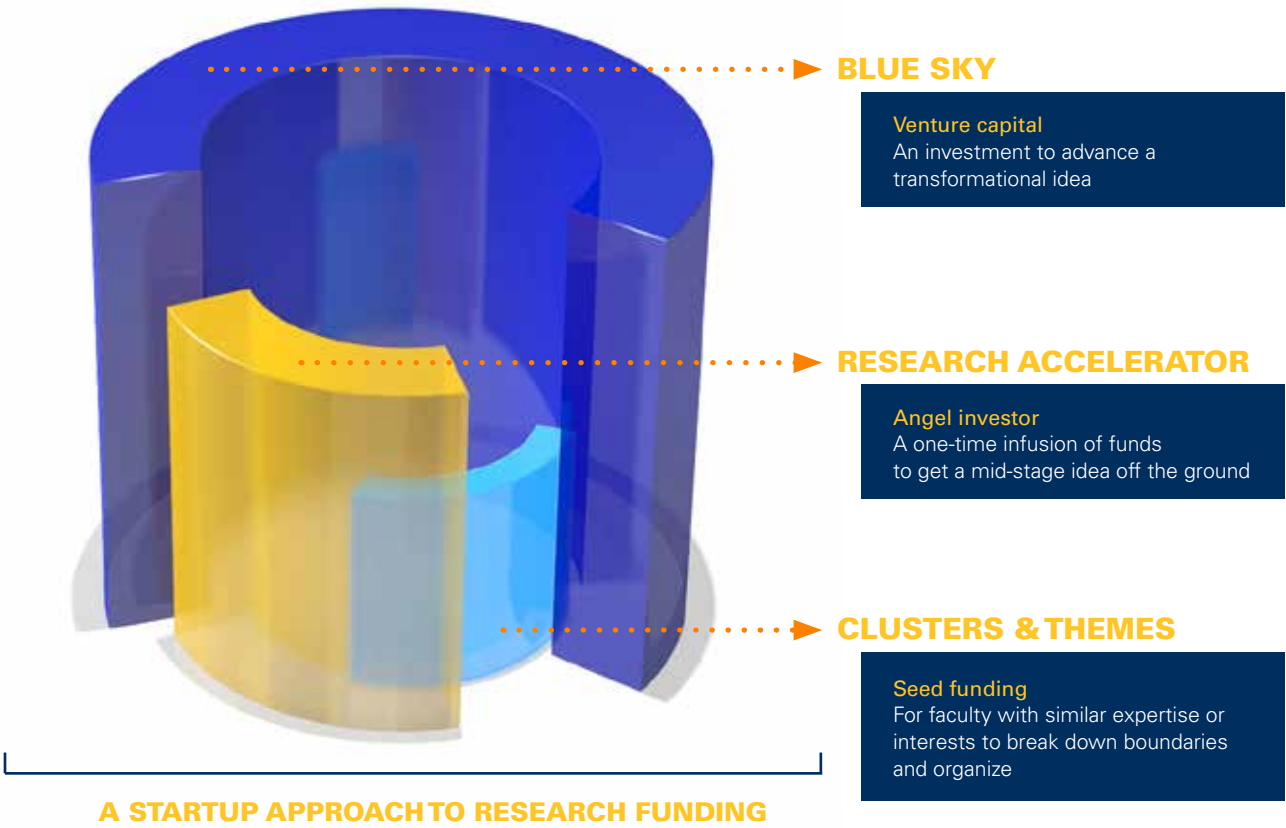 BLUE SKY
Venture capital
An investment to advance a
transformational idea
RESEARCH ACCELERATOR
Angel investor
A one-time infusion of funds
to get a mid-stage idea off the ground
CLUSTERS & THEMES
Seed funding
For faculty with similar expertise or
interests to break down boundaries
and organize
A STARTUP APPROACH TO RESEARCH FUNDING